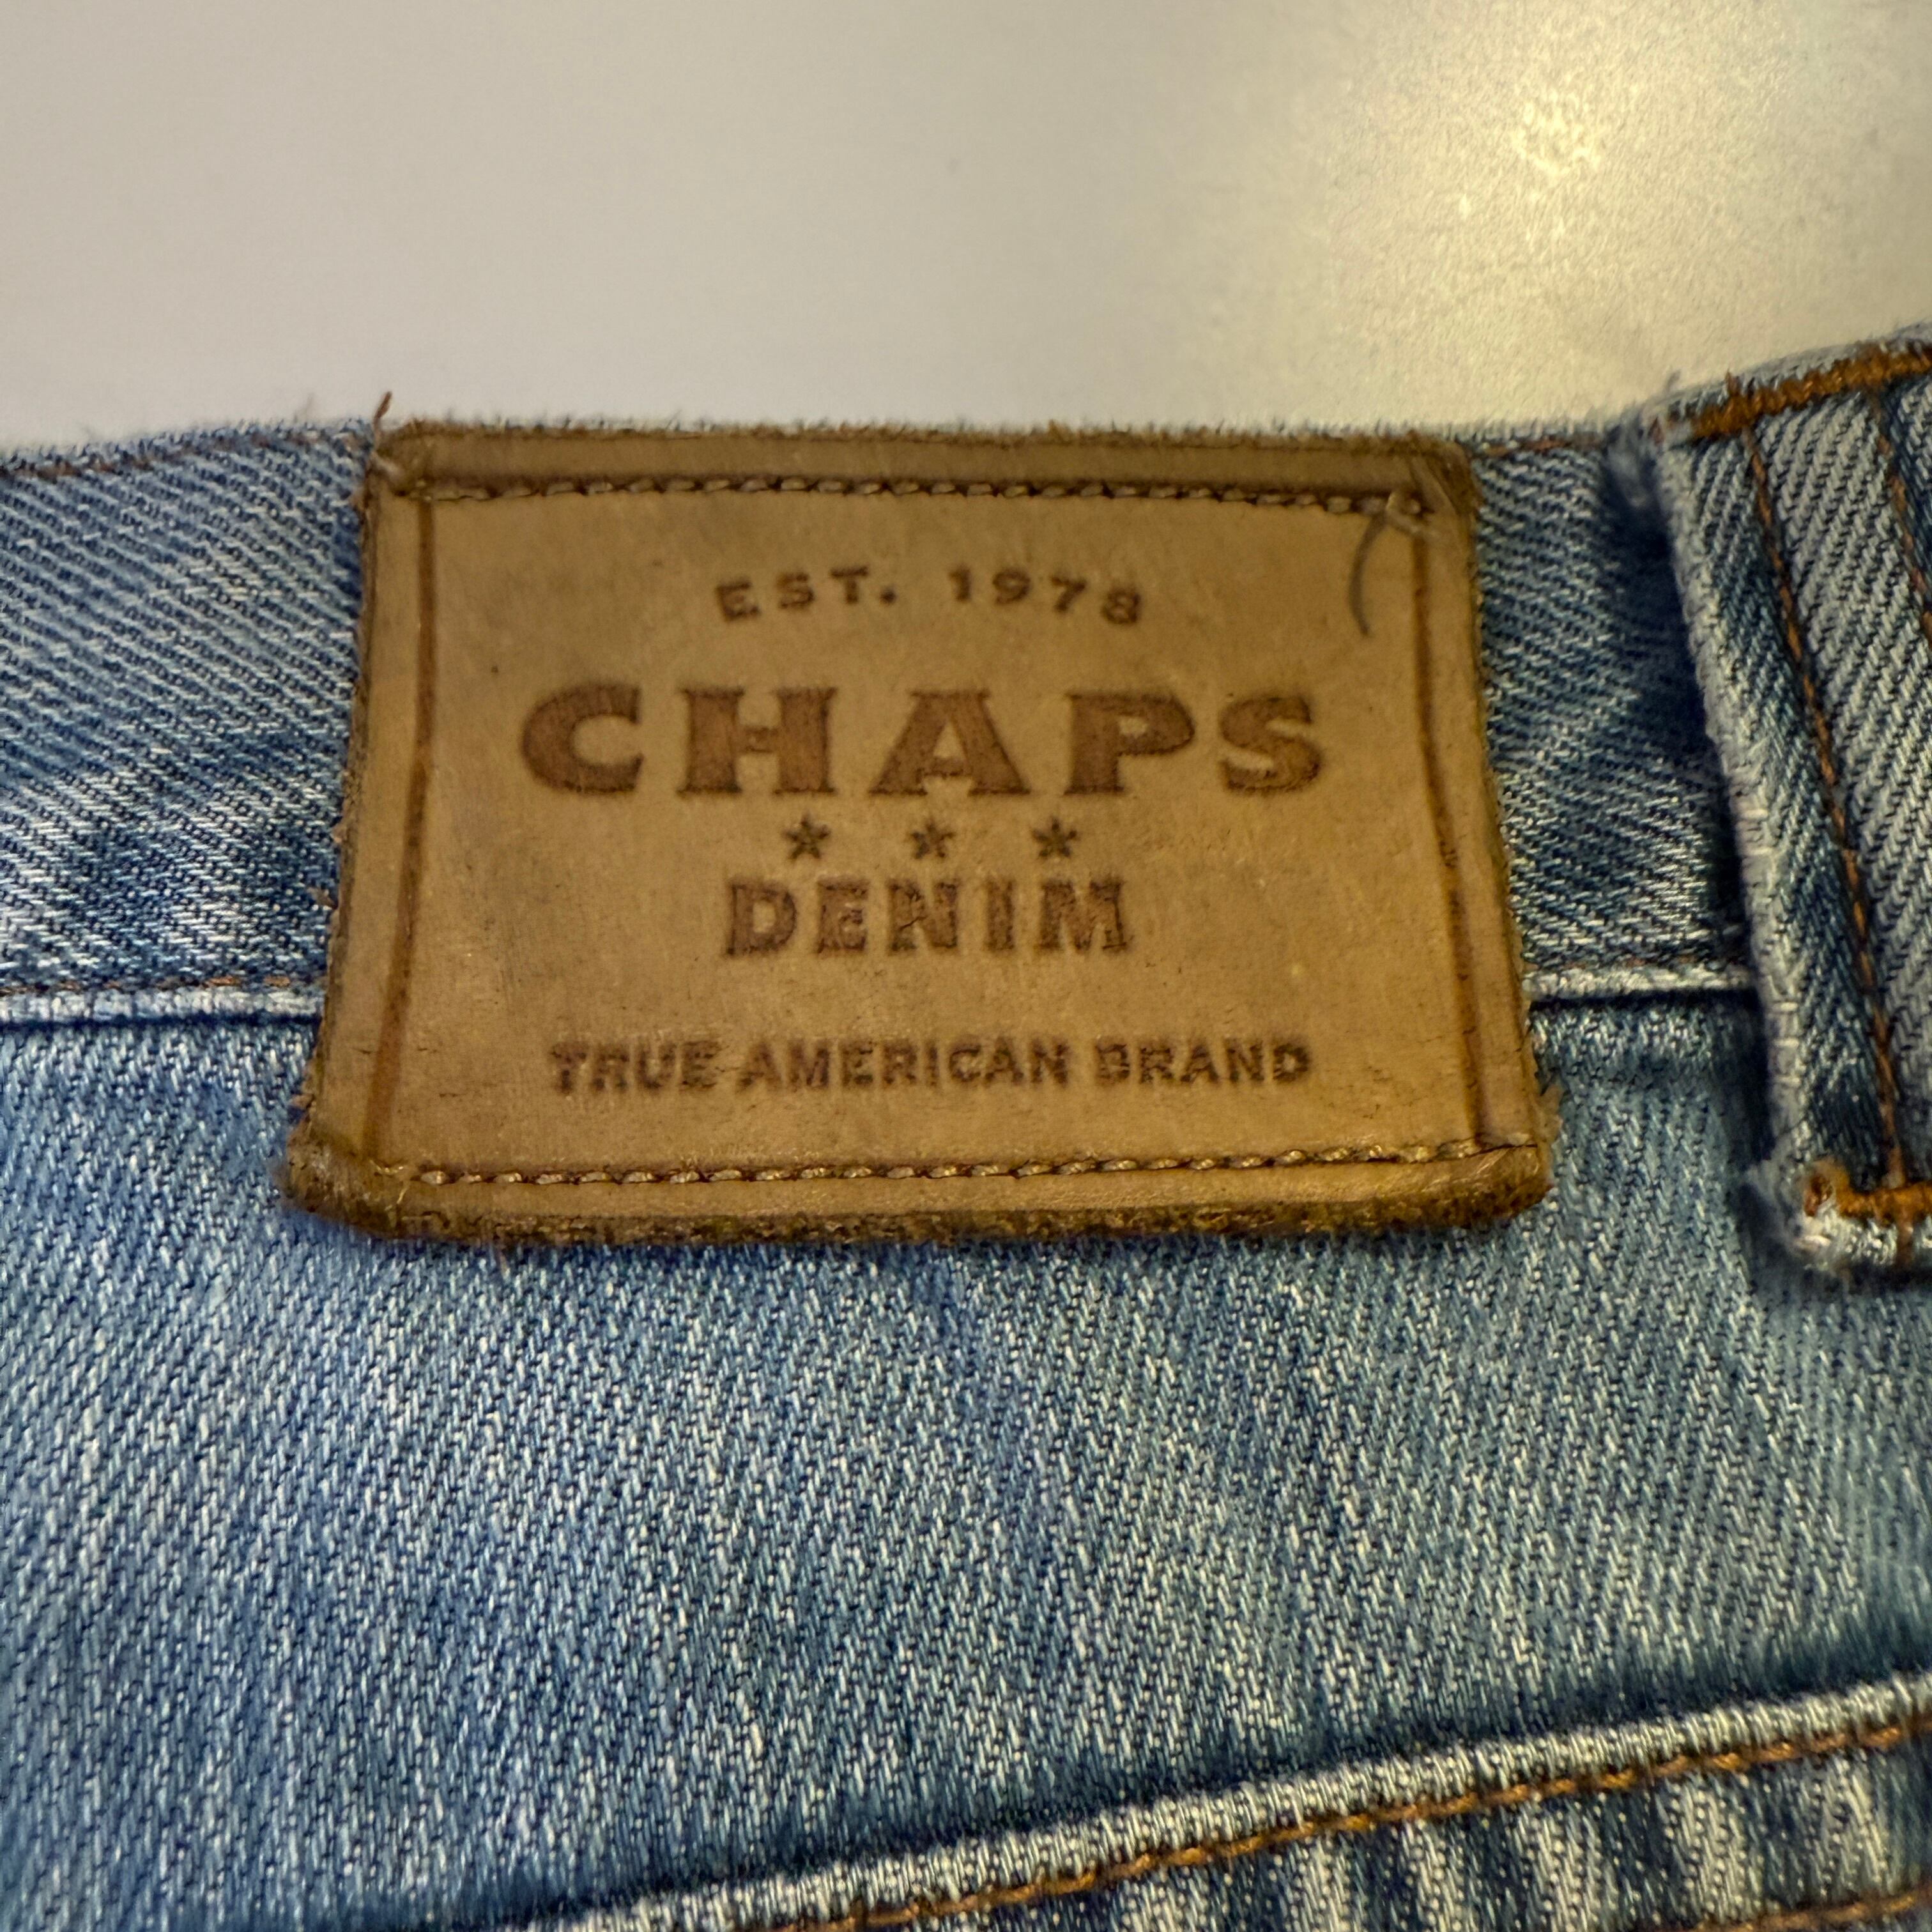 EST. 1978
CHAPS
DENIM
TRUE AMERICAN BRAND